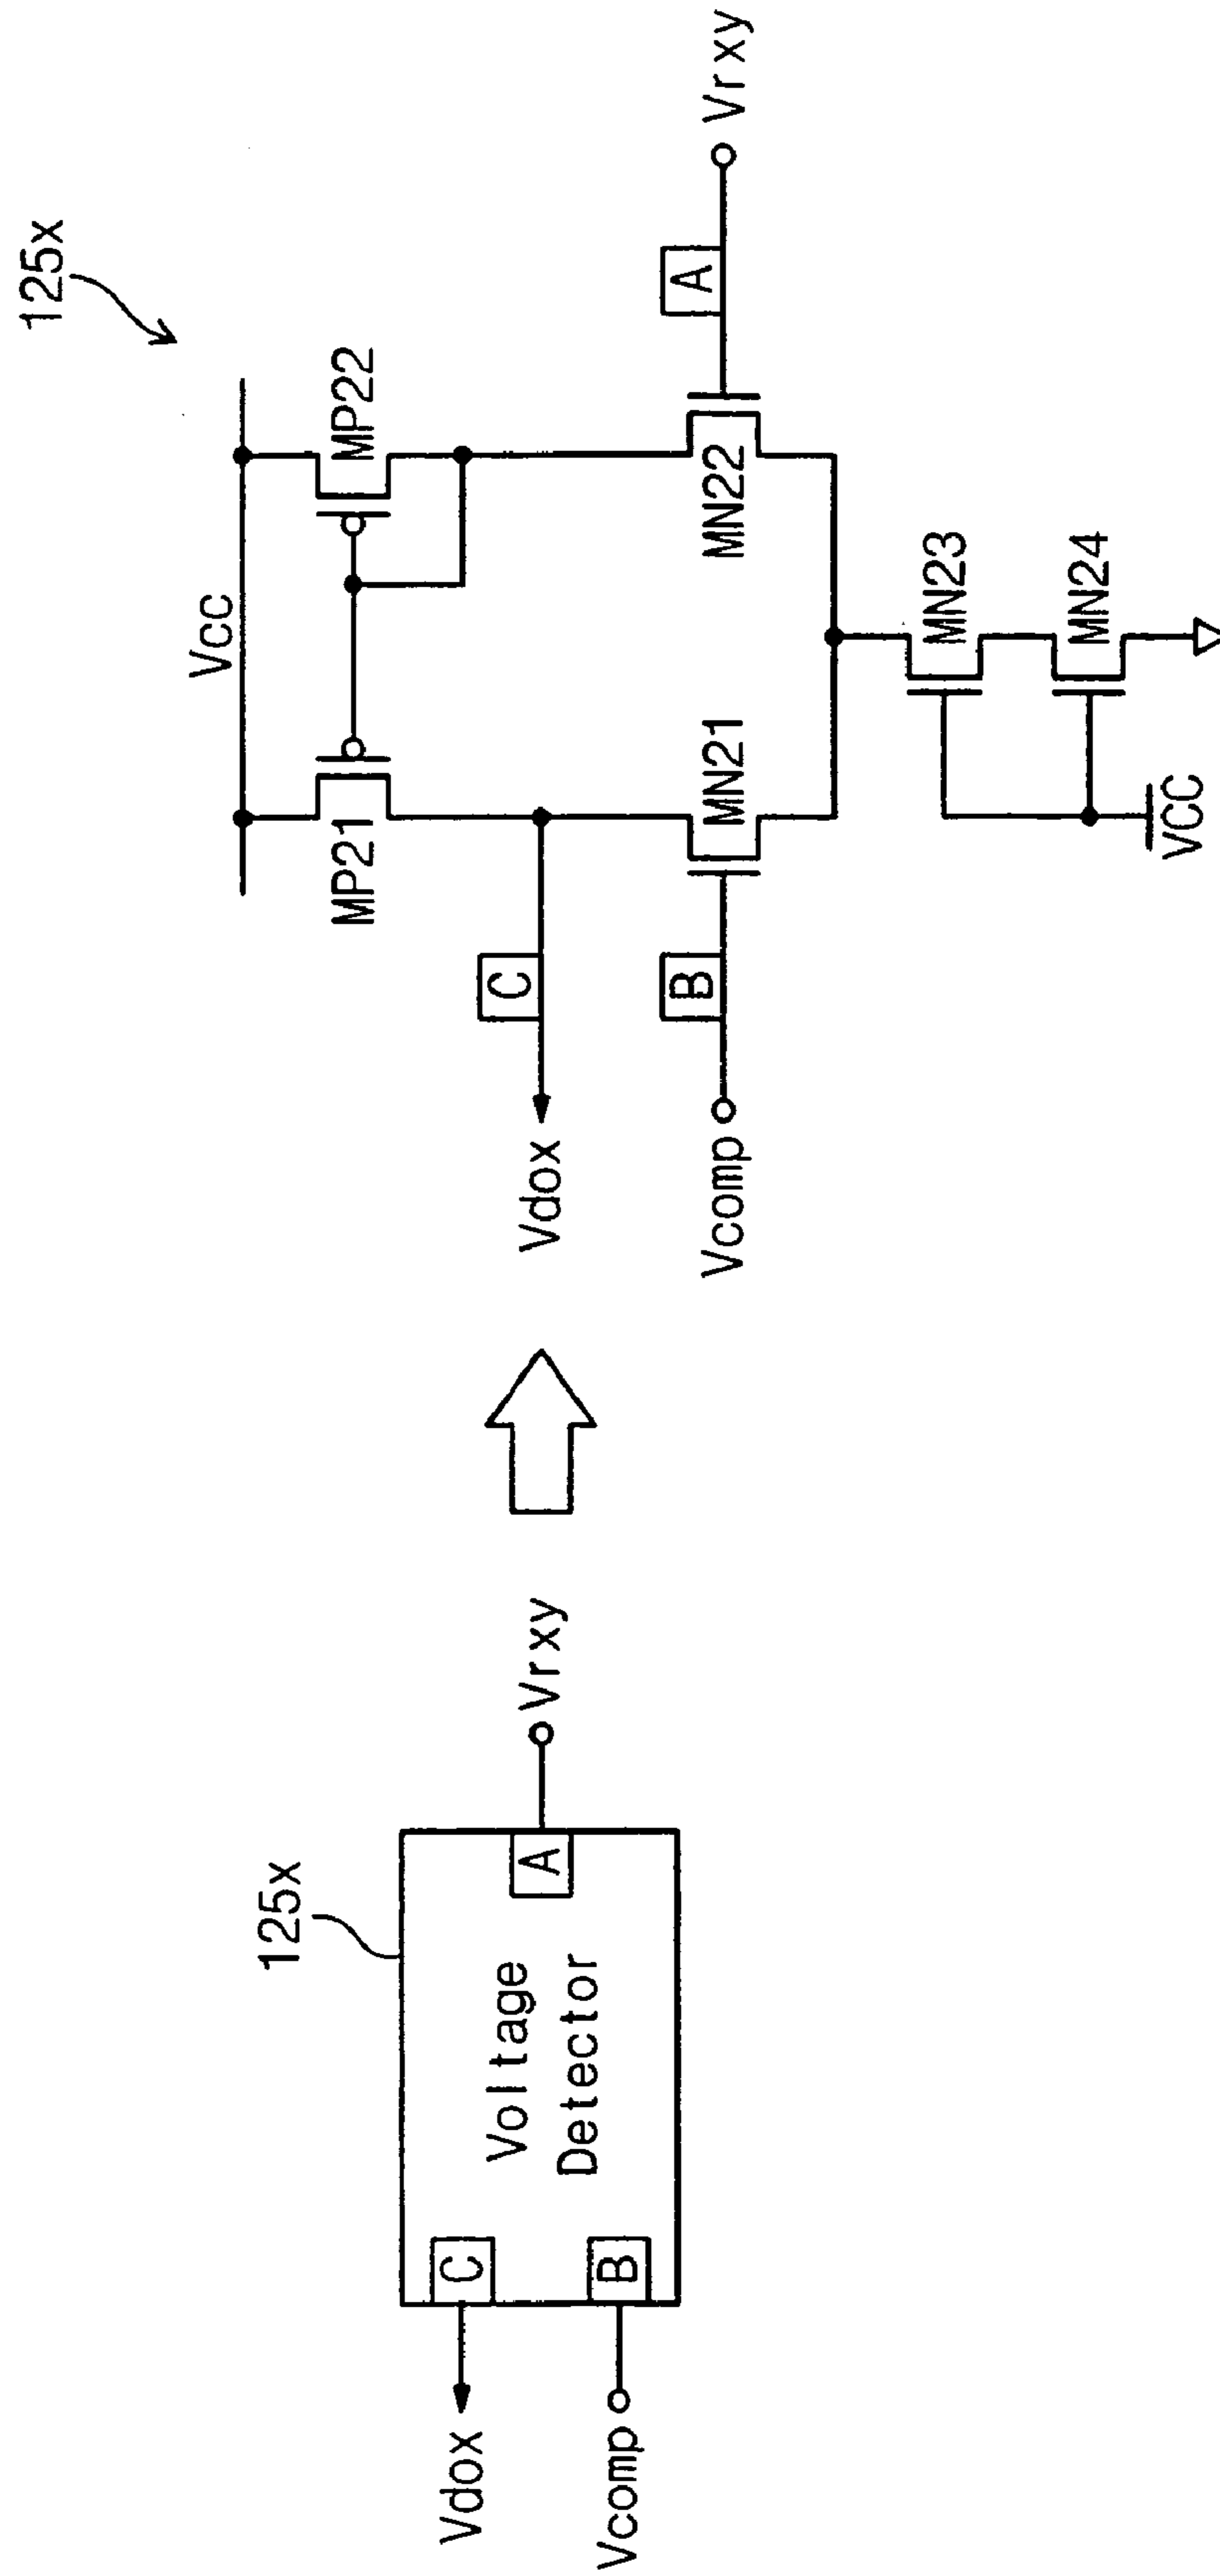 125x
Vdox
C
Voltage
Detector
A
Vrxy
B
Vcomp
125x
Vcc
MP21
MP22
C
Vdox
B
Vcomp
MN21
MN22
A
Vrxy
MN23
MN24
VCC